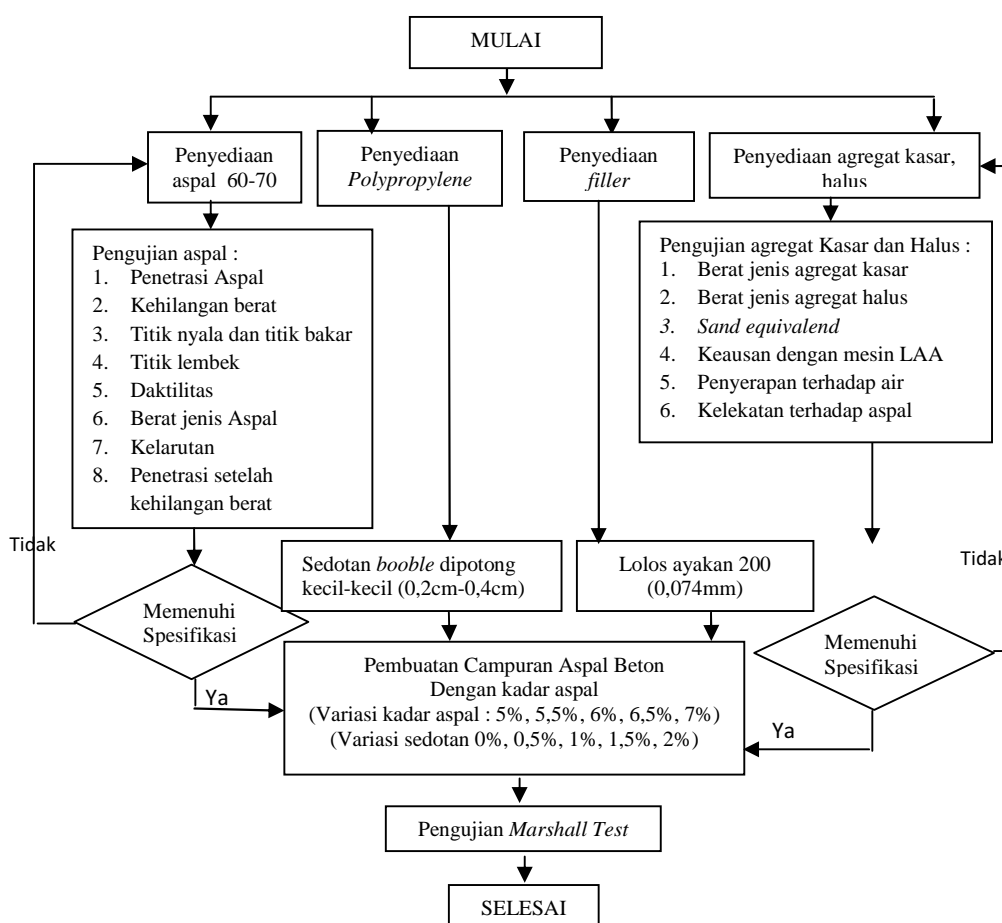 MULAI
Penyediaan
aspal 60-70
Penyediaan
Polypropylene
Penyediaan
filler
Penyediaan agregat kasar,
halus
Pengujian aspal :
1. Penetrasi Aspal
2. Kehilangan berat
3. Titik nyala dan titik bakar
4. Titik lembek
5. Daktilitas
6. Berat jenis Aspal
7. Kelarutan
8. Penetrasi setelah
kehilangan berat
Pengujian agregat Kasar dan Halus :
1. Berat jenis agregat kasar
2. Berat jenis agregat halus
3. Sand equivalend
4. Keausan dengan mesin LAA
5. Penyerapan terhadap air
6. Kelekatan terhadap aspal
Tidak
Sedotan booble dipotong
kecil-kecil (0,2cm-0,4cm)
Lolos ayakan 200
(0,074mm)
Tidak
Memenuhi
Spesifikasi
Memenuhi
Spesifikasi
Ya
Pembuatan Campuran Aspal Beton
Dengan kadar aspal
(Variasi kadar aspal : 5%, 5,5%, 6%, 6,5%, 7%)
(Variasi sedotan 0%, 0,5%, 1%, 1,5%, 2%)
Ya
Pengujian Marshall Test
SELESAI